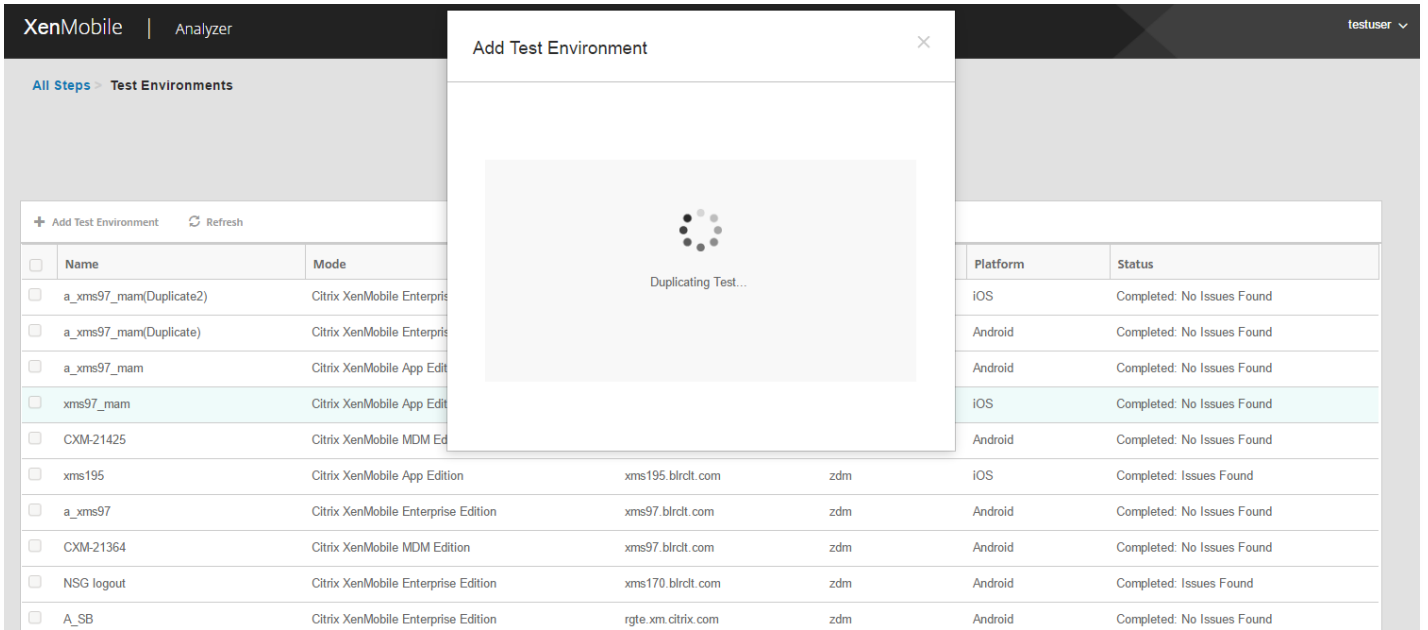 XenMobile | Analyzer
testuser
Add Test Environment
All Steps > Test Environments
Add Test Environment Refresh
Duplicating Test...
Name Mode Platform Status
a_xms97_mam(Duplicate2) Citrix XenMobile Enterpris iOS Completed: No Issues Found
a_xms97_mam(Duplicate) Citrix XenMobile Enterpris Android Completed: No Issues Found
a_xms97_mam Citrix XenMobile App Edit Android Completed: No Issues Found
xms97_mam Citrix XenMobile App Edit iOS Completed: No Issues Found
CXM-21425 Citrix XenMobile MDM Ed Android Completed: No Issues Found
xms195 Citrix XenMobile App Edition xms195.blrclt.com zdm iOS Completed: Issues Found
a_xms97 Citrix XenMobile Enterprise Edition xms97.blrclt.com zdm Android Completed: No Issues Found
CXM-21364 Citrix XenMobile MDM Edition xms97.blrclt.com zdm Android Completed: No Issues Found
NSG logout Citrix XenMobile Enterprise Edition xms170.blrclt.com zdm Android Completed: Issues Found
A_SB Citrix XenMobile Enterprise Edition rgte.xm.citrix.com zdm Android Completed: No Issues Found